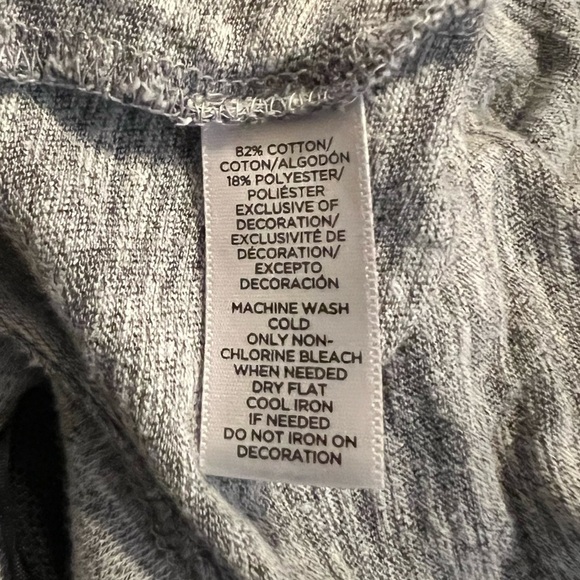 82% COTTON/
COTON/ALGODÓN
18% POLYESTER/
POLIÉSTER
EXCLUSIVE OF
DECORATION/
EXCLUSIVITÉ DE
DÉCORATION/
EXCEPTO
DECORACIÓN
MACHINE WASH
COLD
ONLY NON-
CHLORINE BLEACH
WHEN NEEDED
DRY FLAT
COOL IRON
IF NEEDED
DO NOT IRON ON
DECORATION